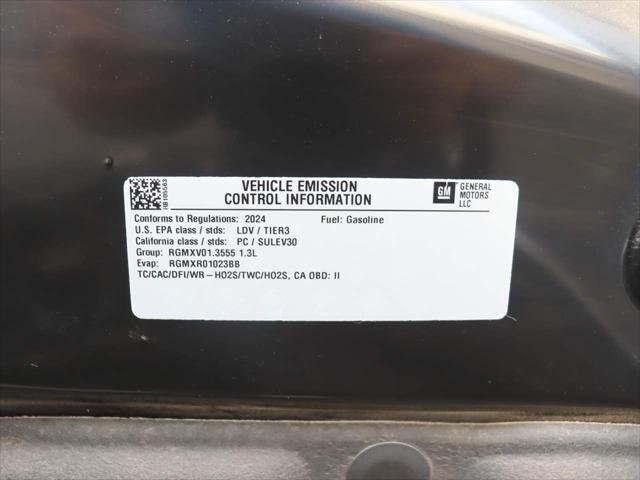 VEHICLE EMISSION
CONTROL INFORMATION
GM
GENERAL
MOTORS
LLC
Conforms to Regulations: 2024 Fuel: Gasoline
U.S. EPA class / stds: LDV / TIER3
California class / stds: PC / SULEV30
Group: RGMXV01.3555 1.3L
Evap: RGMXR01023BB
TC/CAC/DFI/WR-HO2S/TWC/HO2S, CA OBD: II